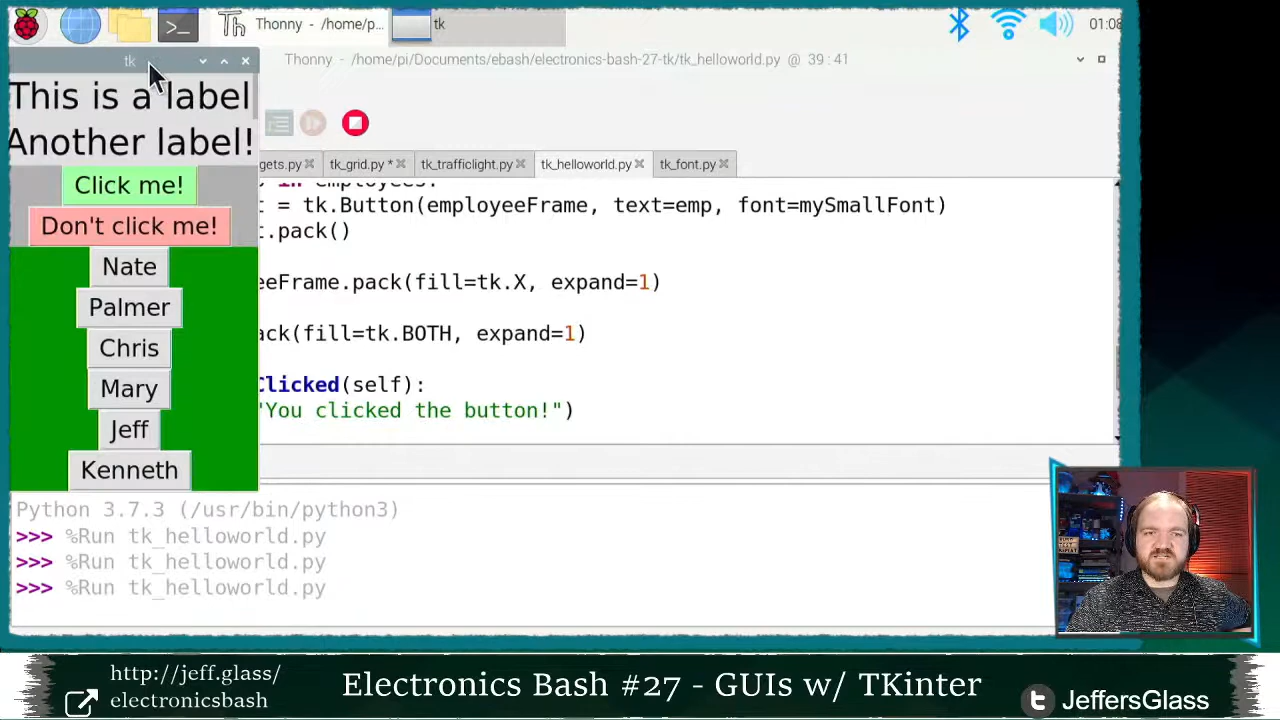 Thonny - /home/p...
tk
01:08
tk
Thonny - /home/pi/Documents/ebash/electronics-bash-27-tk/tk_helloworld.py @ 39:41
This is a label
Another label!
Click me!
Don't click me!
Nate
Palmer
Chris
Mary
Jeff
Kenneth
gets.py
tk_grid.py *
tk_trafficlight.py
tk_helloworld.py
tk_font.py
in employees:
t = tk.Button(employeeFrame, text=emp, font=mySmallFont)
t.pack()
eeFrame.pack(fill=tk.X, expand=1)
ack(fill=tk.BOTH, expand=1)
Clicked(self):
"You clicked the button!")
Python 3.7.3 (/usr/bin/python3)
>>> %Run tk_helloworld.py
>>> %Run tk_helloworld.py
>>> %Run tk_helloworld.py
http://jeff.glass/
electronicsbash
Electronics Bash #27 - GUIs w/ TKinter
JeffersGlass